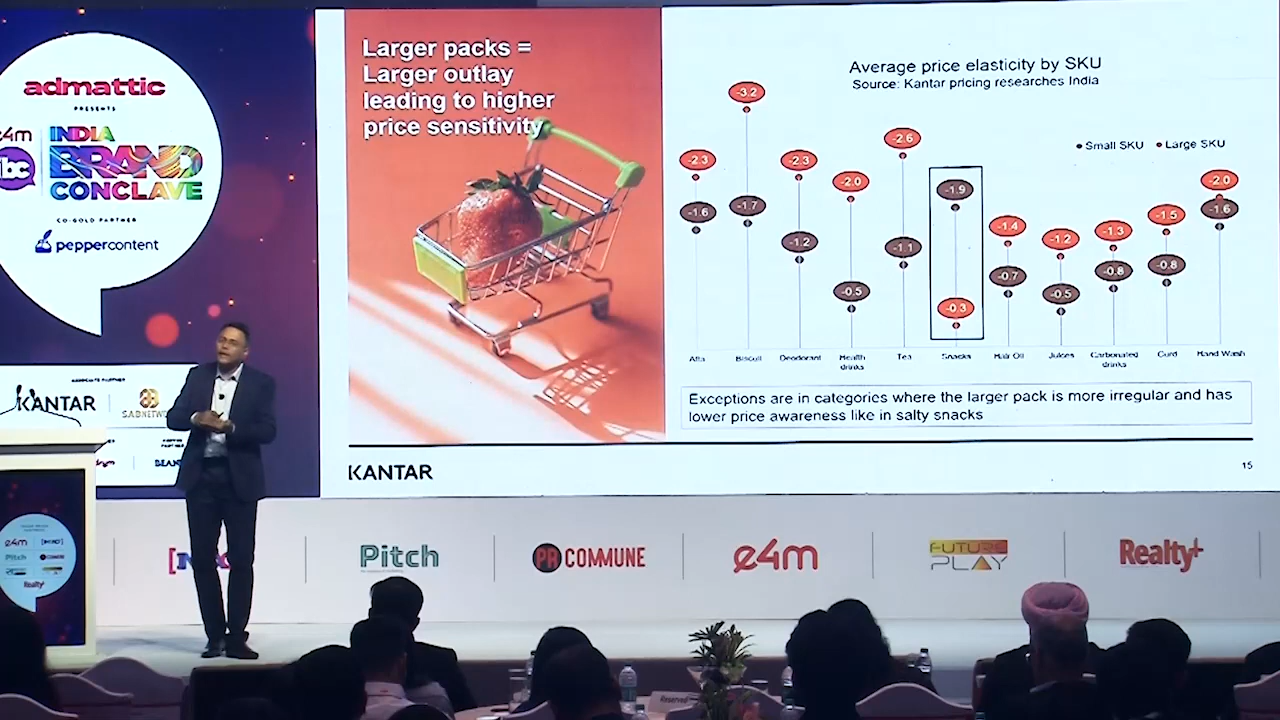 admattic
PRESENTS
e4m
ibc
INDIA
BRAND
CONCLAVE
CO-GOLD PARTNER
peppercontent
ASSOCIATE PARTNER
KANTAR
Larger packs =
Larger outlay
leading to higher
price sensitivity
Average price elasticity by SKU
Source: Kantar pricing researches India
Small SKU
Large SKU
-2.3
-3.2
-2.3
-2.0
-2.6
-1.9
-1.4
-1.2
-1.3
-1.5
-2.0
-1.6
-1.7
-1.2
-0.5
-1.1
-0.3
-0.7
-0.5
-0.8
-0.8
-1.6
Atta
Biscuit
Deodorant
Health drinks
Tea
Snacks
Hair Oil
Juices
Carbonated drinks
Curd
Hand Wash
Exceptions are in categories where the larger pack is more irregular and has
lower price awareness like in salty snacks
KANTAR
15
Pitch
PR COMMUNE
e4m
FUTURE
PLAY
Realty+
e4m
Pitch
Realty+
Reserved